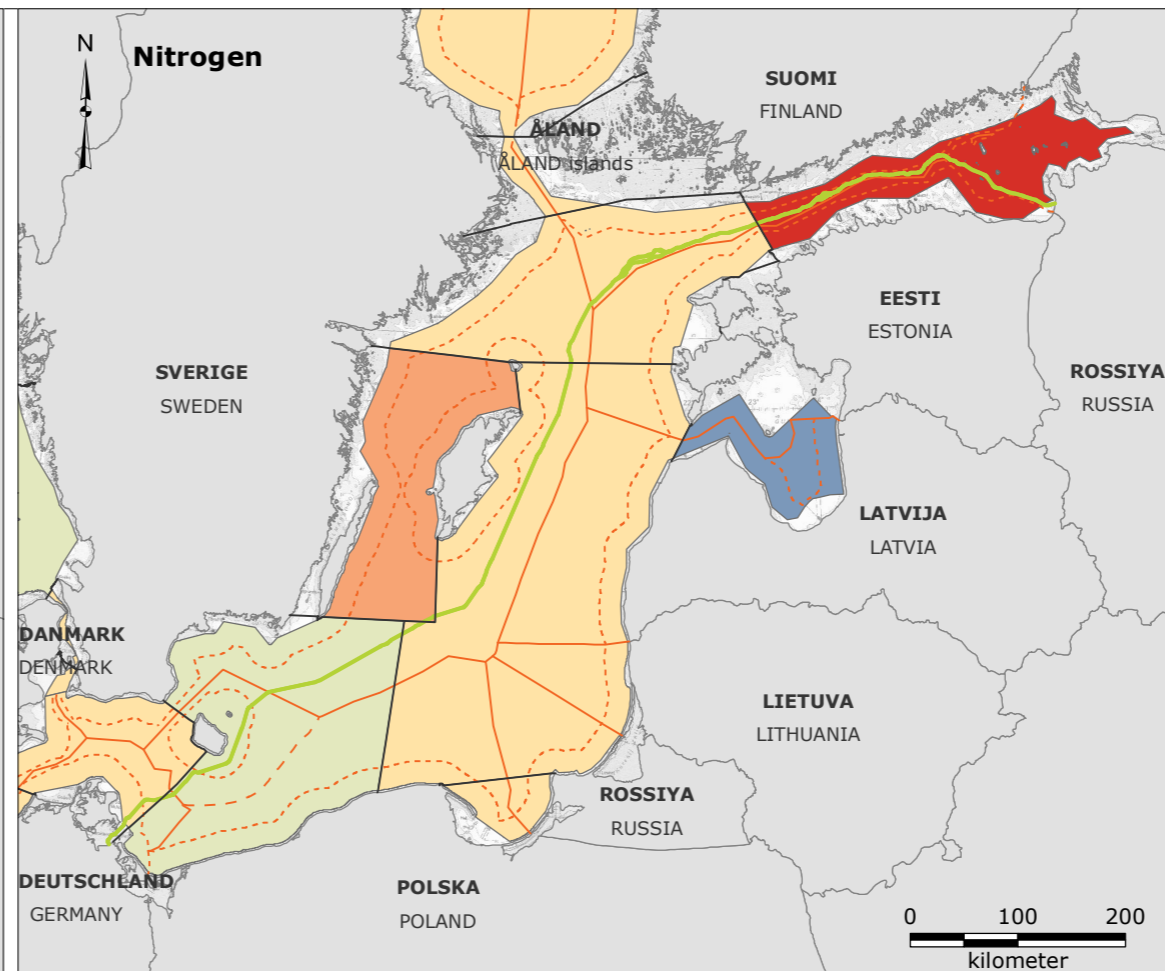 N
Nitrogen
SUOMI
FINLAND
ÅLAND
ÅLAND islands
EESTI
ESTONIA
ROSSIYA
RUSSIA
SVERIGE
SWEDEN
LATVIJA
LATVIA
DANMARK
DENMARK
LIETUVA
LITHUANIA
ROSSIYA
RUSSIA
DEUTSCHLAND
GERMANY
POLSKA
POLAND
0 100 200
kilometer